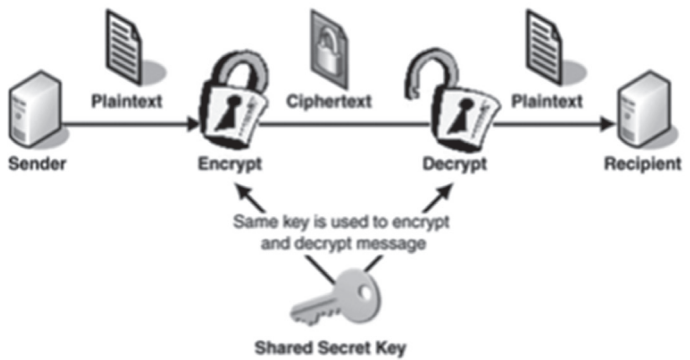 Plaintext
Ciphertext
Plaintext
Sender
Encrypt
Decrypt
Recipient
Same key is used to encrypt
and decrypt message
Shared Secret Key